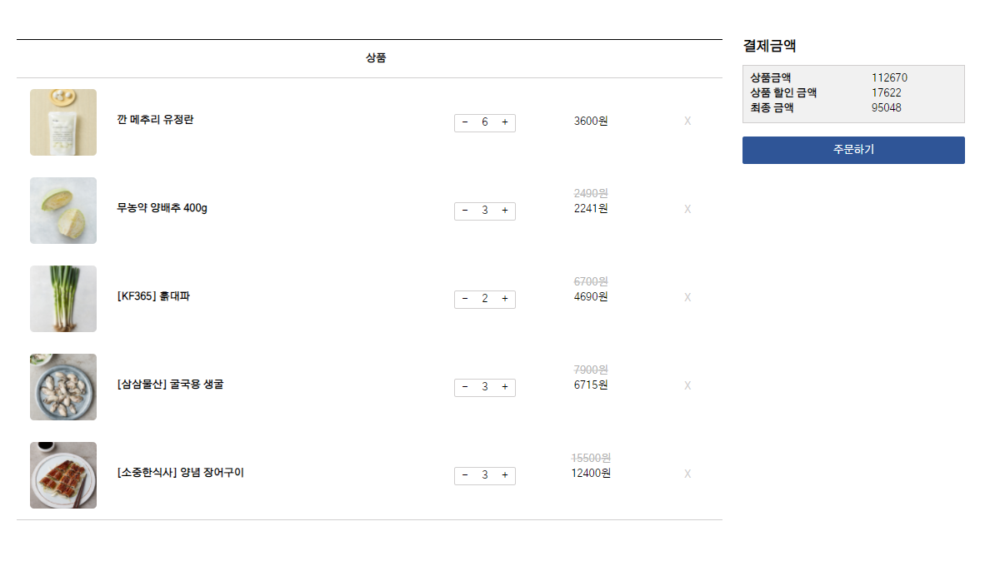 상품
깐 메추리 유정란 - 6 + 3600원 X
2490원
무농약 양배추 400g - 3 + 2241원 X
6700원
[KF365] 흙대파 - 2 + 4690원 X
7900원
[삼삼물산] 굴국용 생굴 - 3 + 6715원 X
15500원
[소중한식사] 양념 장어구이 - 3 + 12400원 X
결제금액
상품금액 112670
상품 할인 금액 17622
최종 금액 95048
주문하기